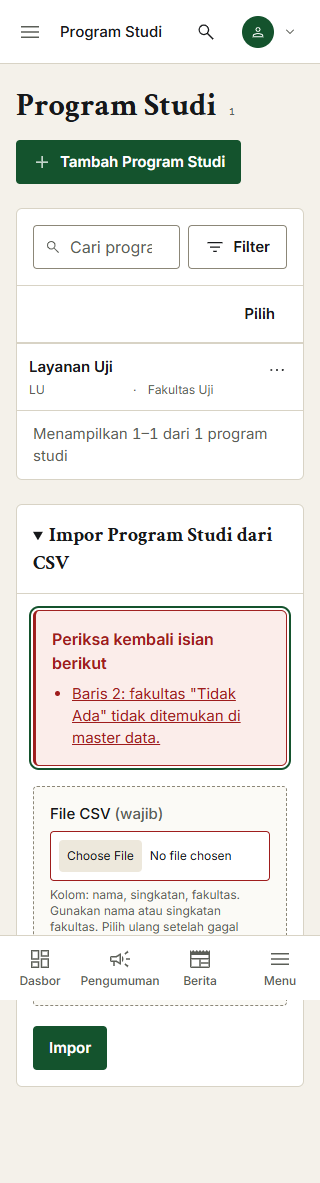 Program Studi
Program Studi 1
Tambah Program Studi
Filter
Pilih
Layanan Uji
...
LU · Fakultas Uji
Menampilkan 1–1 dari 1 program
studi
Impor Program Studi dari
CSV
Periksa kembali isian
berikut
Baris 2: fakultas "Tidak
Ada" tidak ditemukan di
master data.
File CSV (wajib)
Choose File No file chosen
Kolom: nama, singkatan, fakultas.
Gunakan nama atau singkatan
fakultas. Pilih ulang setelah gagal
Dasbor Pengumuman Berita Menu
Impor